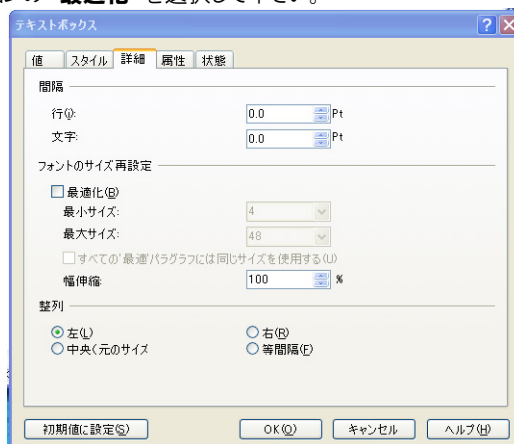 "最適化" を選択して下さい。
テキストボックス
値 スタイル 詳細 属性 状態
間隔
行(I): 0.0 Pt
文字: 0.0 Pt
フォントのサイズ再設定
最適化(B)
最小サイズ: 4
最大サイズ: 48
すべての'最適'パラグラフには同じサイズを使用する(U)
幅伸縮: 100 %
整列
左(L) 右(R)
中央(元のサイズ 等間隔(F)
初期値に設定(S) OK(O) キャンセル ヘルプ(H)